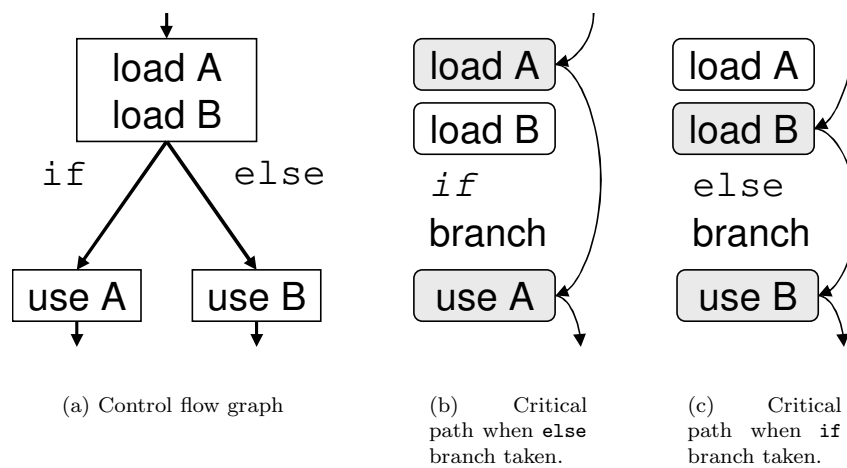 load A
load B
if
else
use A
use B
(a) Control flow graph
load A
load B
if
branch
use A
(b) Critical
path when else
branch taken.
load A
load B
else
branch
use B
(c) Critical
path when if
branch taken.